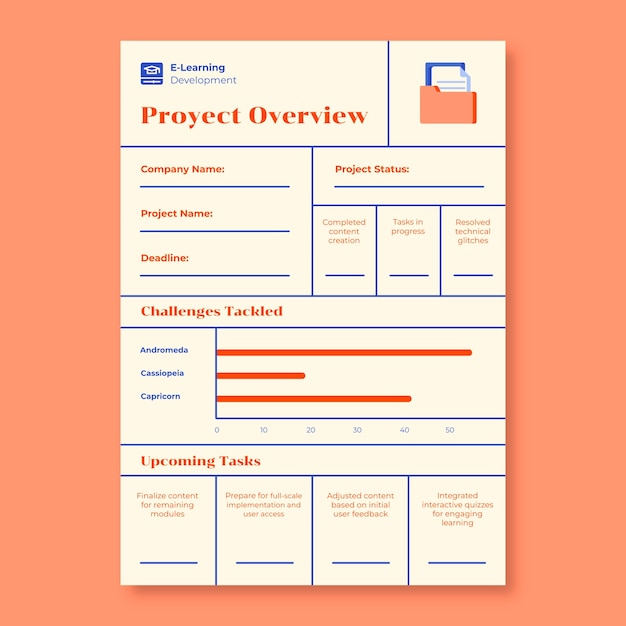 E-Learning
Development
Proyect Overview
Company Name:
Project Name:
Deadline:
Project Status:
Completed
content
creation
Tasks in
progress
Resolved
technical
glitches
Challenges Tackled
Andromeda
Cassiopeia
Capricorn
0 10 20 30 40 50
Upcoming Tasks
Finalize content
for remaining
modules
Prepare for full-scale
implementation and
user access
Adjusted content
based on initial
user feedback
Integrated
interactive quizzes
for engaging
learning